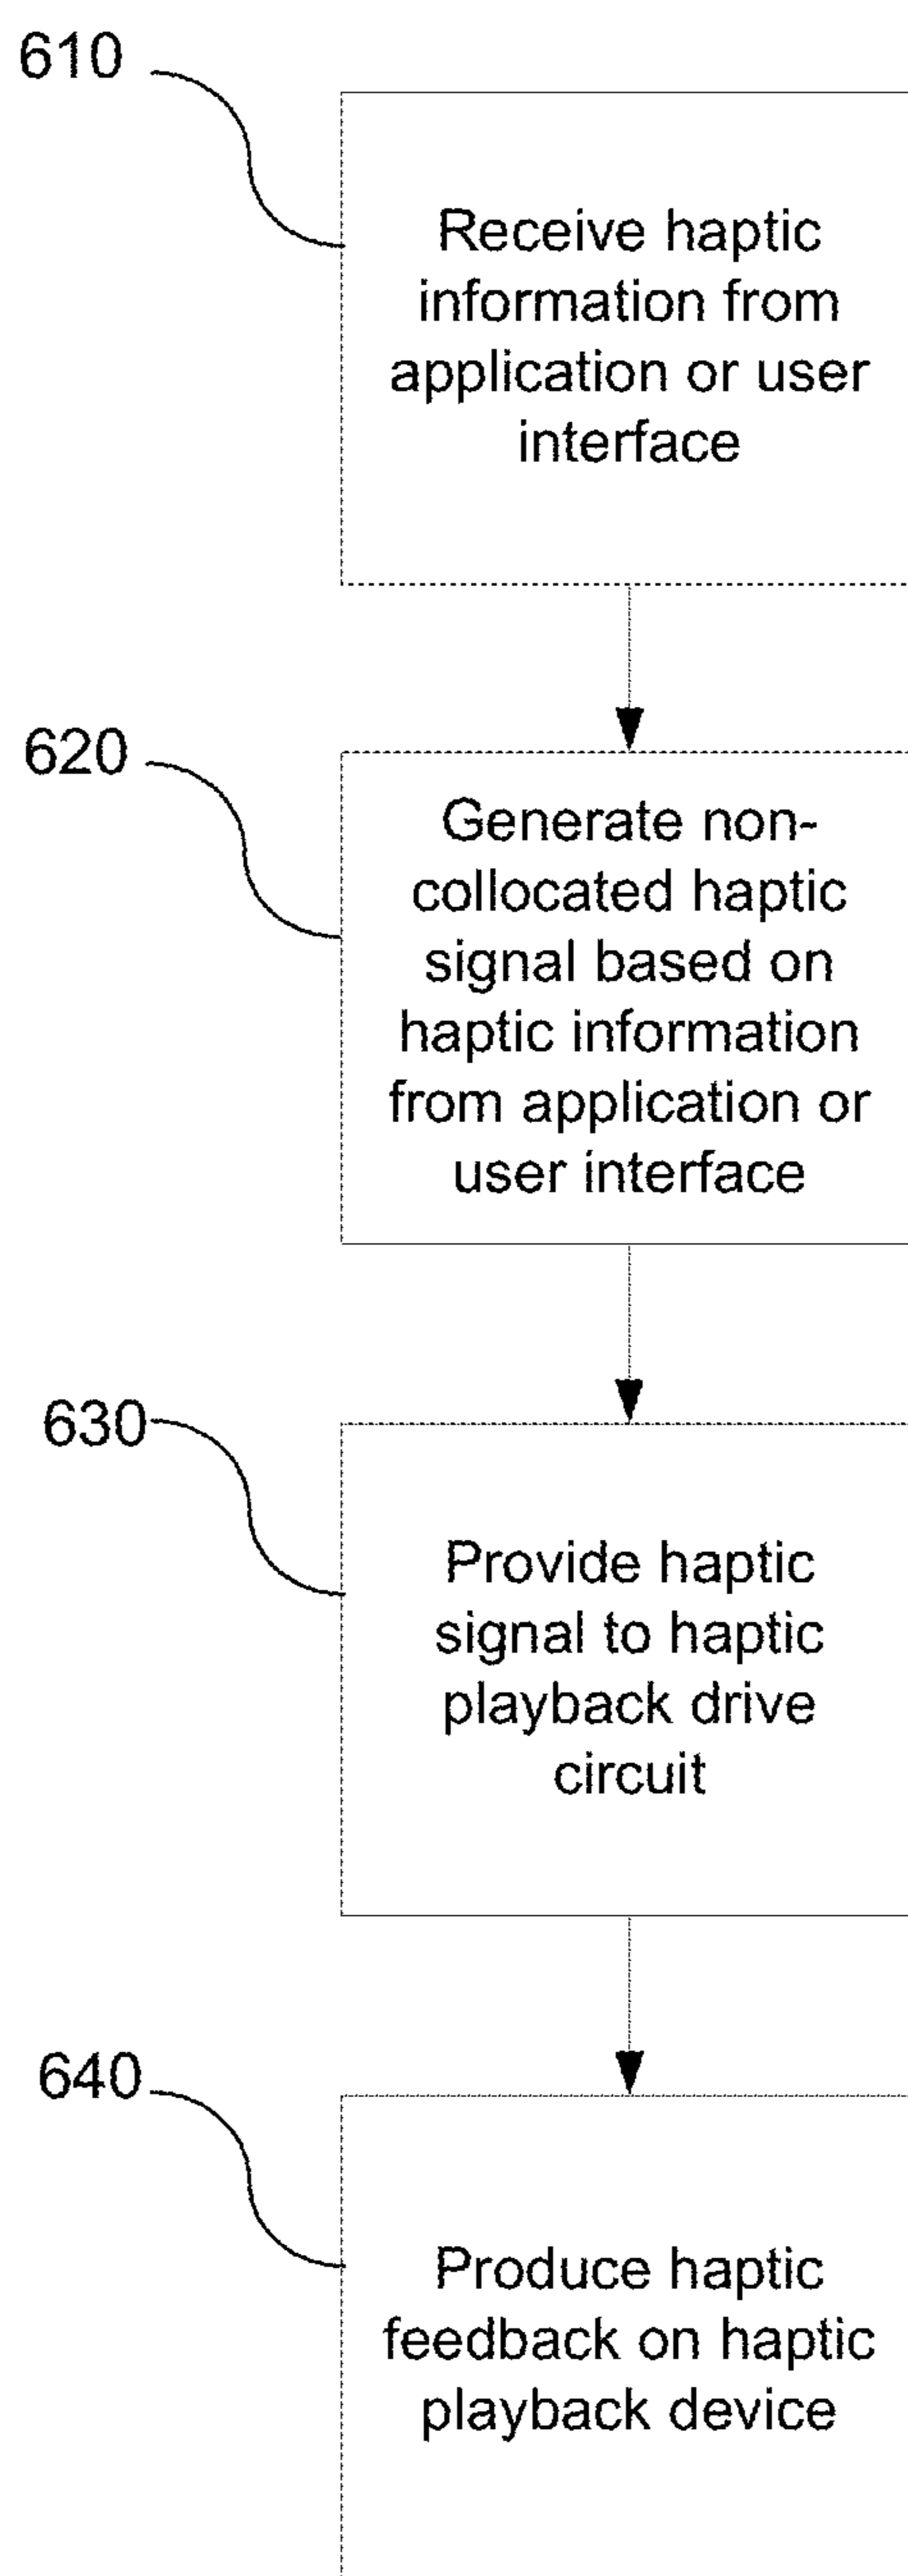 610
Receive haptic
information from
application or user
interface
620
Generate non-
collocated haptic
signal based on
haptic information
from application or
user interface
630
Provide haptic
signal to haptic
playback drive
circuit
640
Produce haptic
feedback on haptic
playback device